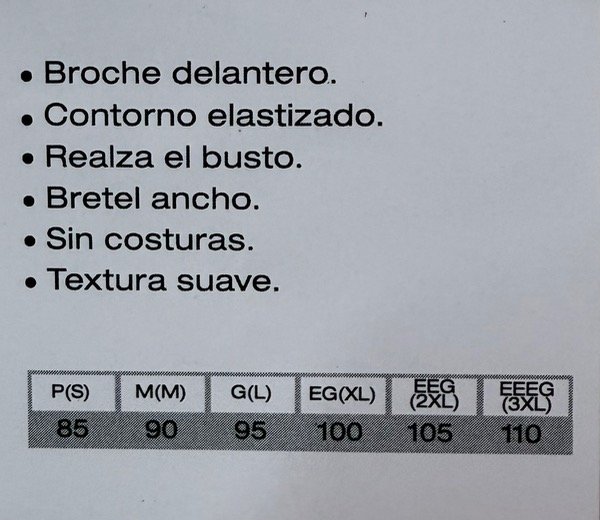 • Broche delantero.
• Contorno elastizado.
• Realza el busto.
• Bretel ancho.
• Sin costuras.
• Textura suave.
P(S) M(M) G(L) EG(XL) EEG (2XL) EEEG (3XL)
85 90 95 100 105 110